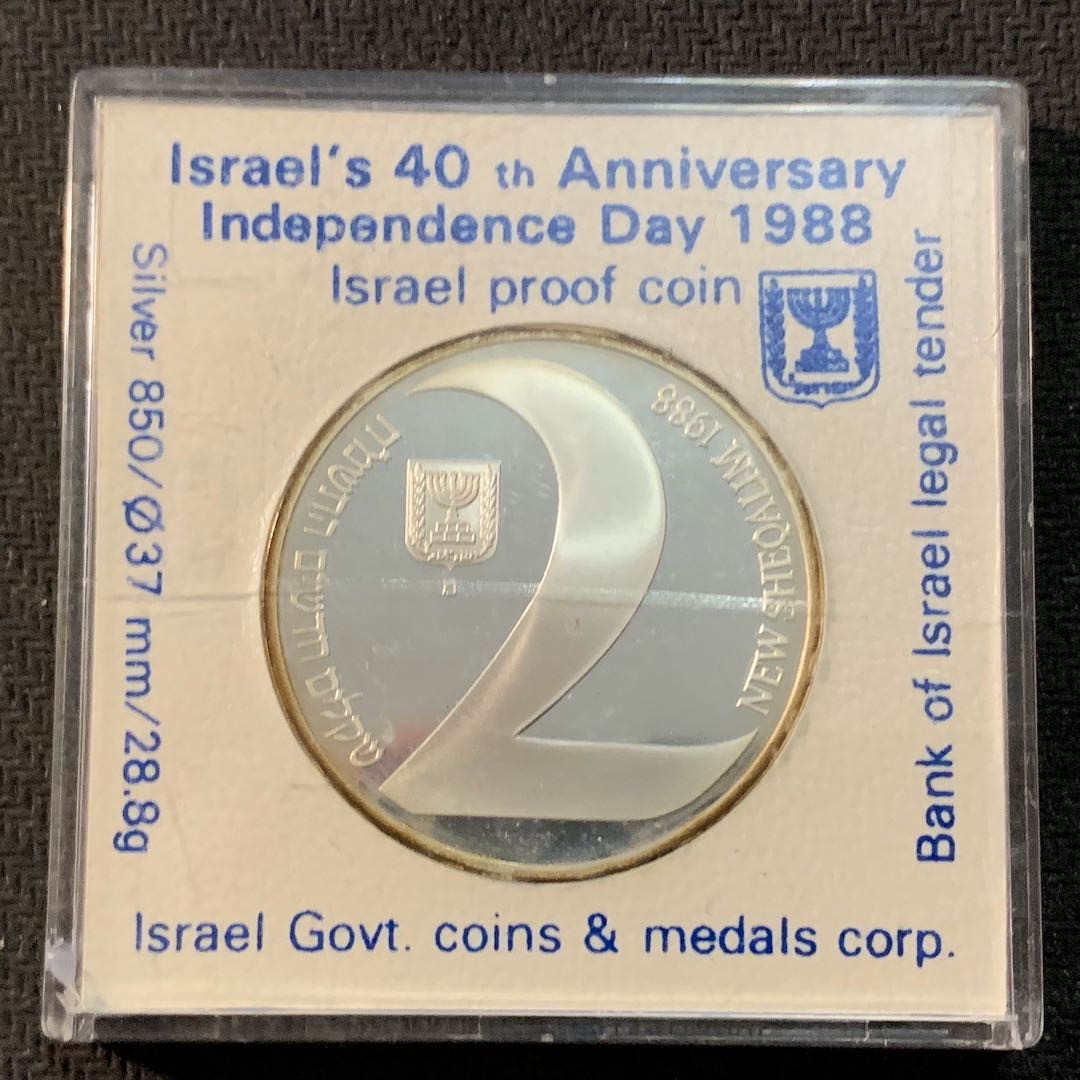 Israel's 40 th Anniversary
Independence Day 1988
Israel proof coin
Silver 850/Ø37 mm/28.8g
Bank of Israel legal tender
NEW SHEQALIM 1988
Israel Govt. coins & medals corp.